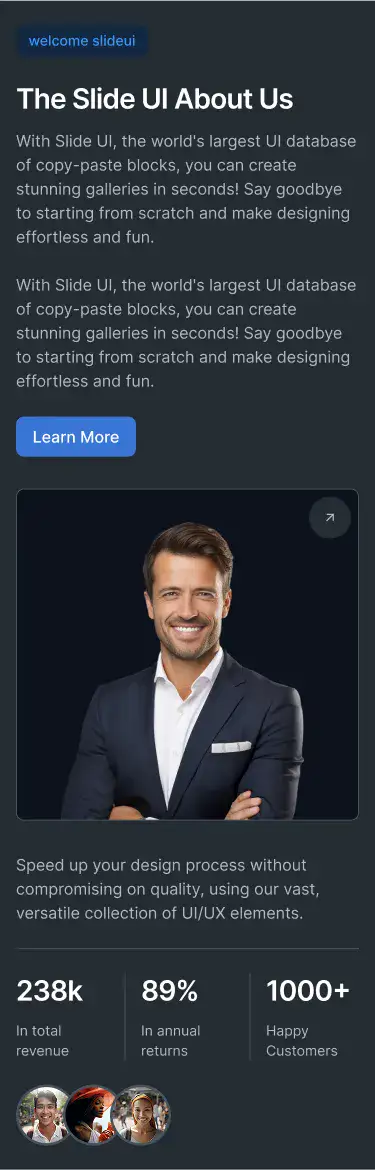 welcome slideui
The Slide UI About Us
With Slide UI, the world's largest UI database
of copy-paste blocks, you can create
stunning galleries in seconds! Say goodbye
to starting from scratch and make designing
effortless and fun.
With Slide UI, the world's largest UI database
of copy-paste blocks, you can create
stunning galleries in seconds! Say goodbye
to starting from scratch and make designing
effortless and fun.
Learn More
Speed up your design process without
compromising on quality, using our vast,
versatile collection of UI/UX elements.
238k
In total
revenue
89%
In annual
returns
1000+
Happy
Customers